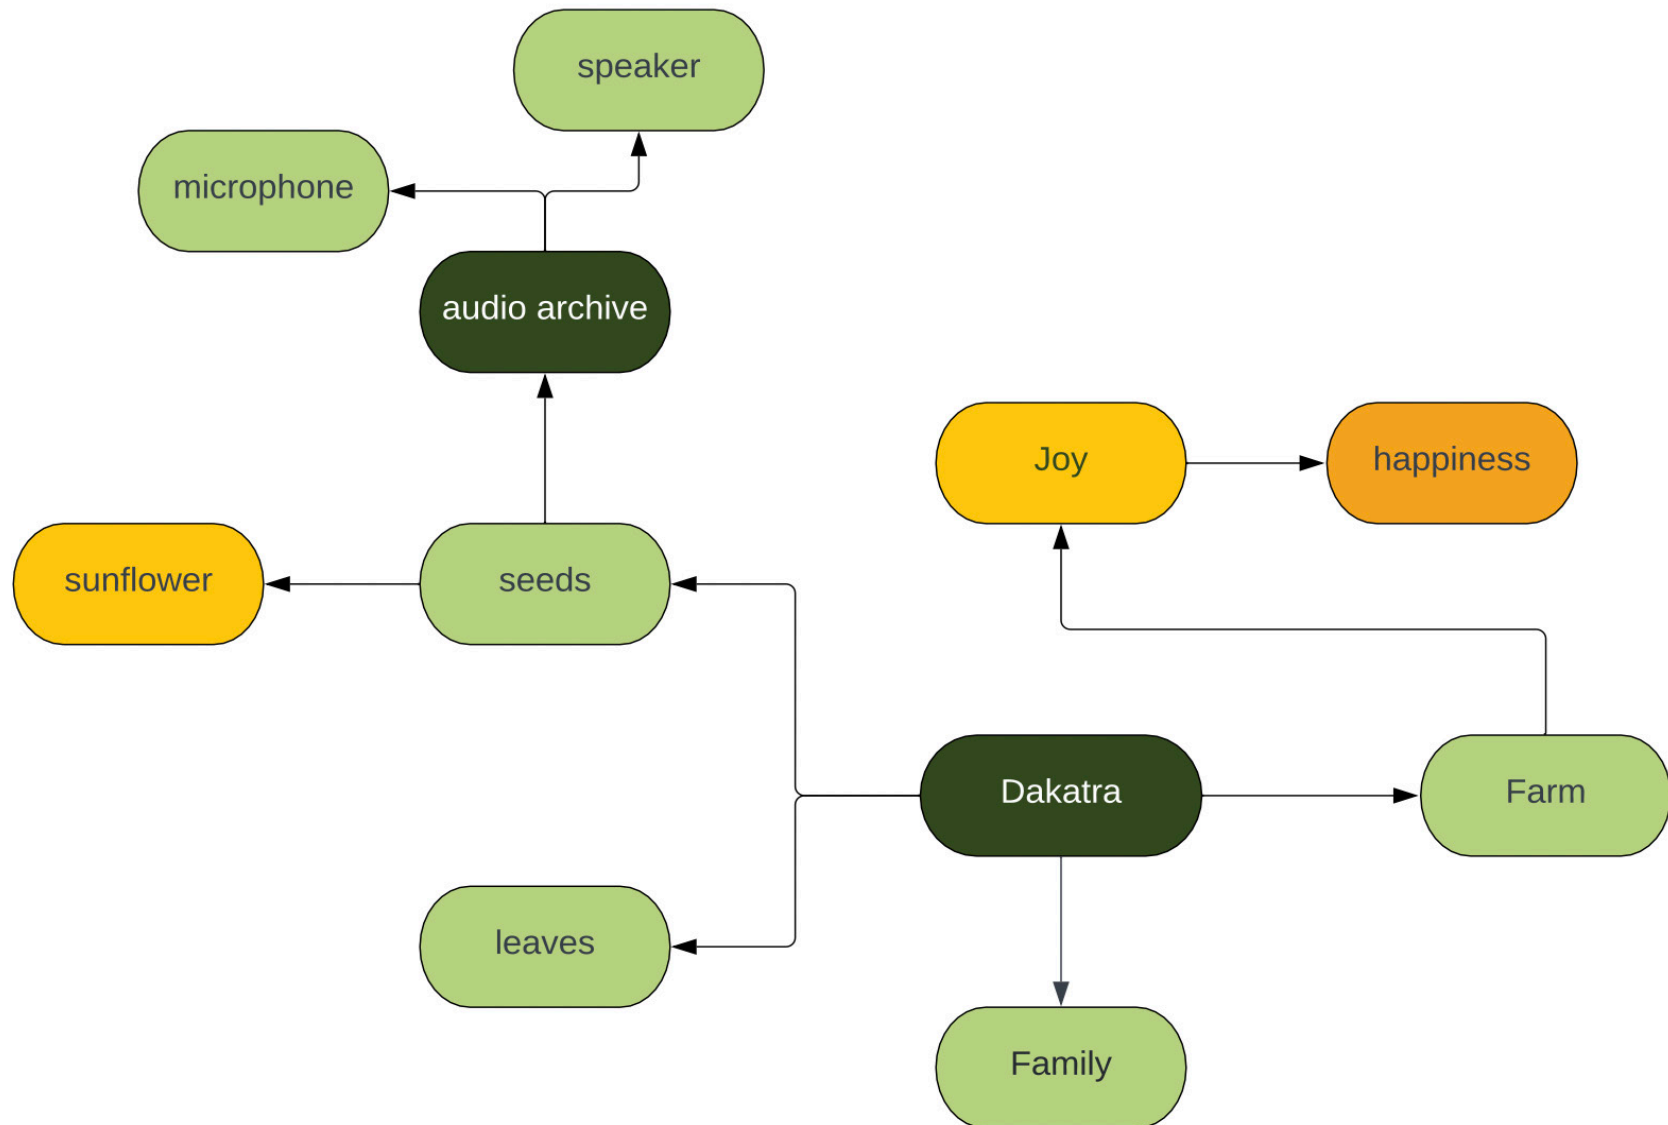 speaker
microphone
audio archive
Joy
happiness
sunflower
seeds
Dakatra
Farm
leaves
Family